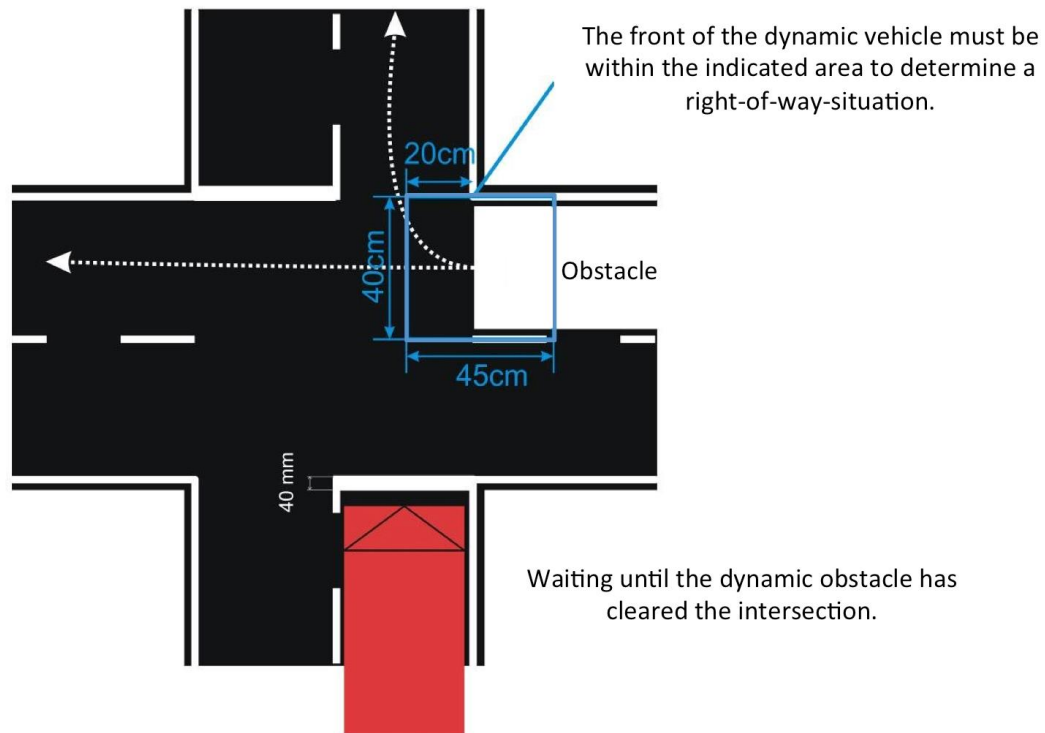 The front of the dynamic vehicle must be
within the indicated area to determine a
right-of-way-situation.
20cm
40cm
Obstacle
45cm
40 mm
Waiting until the dynamic obstacle has
cleared the intersection.